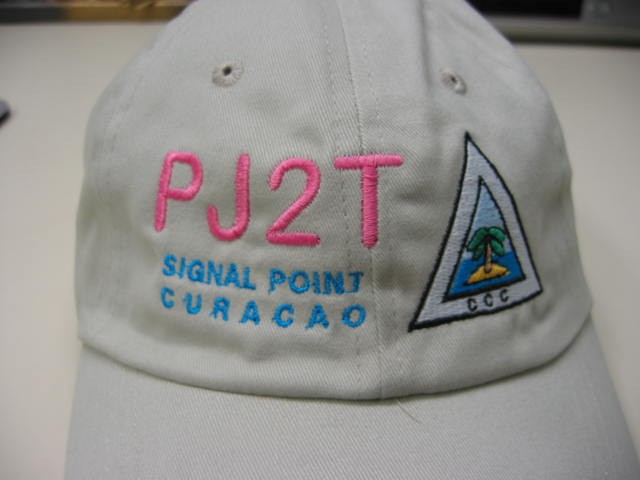 PJ2T
SIGNAL POINT
CURACAO
CCC